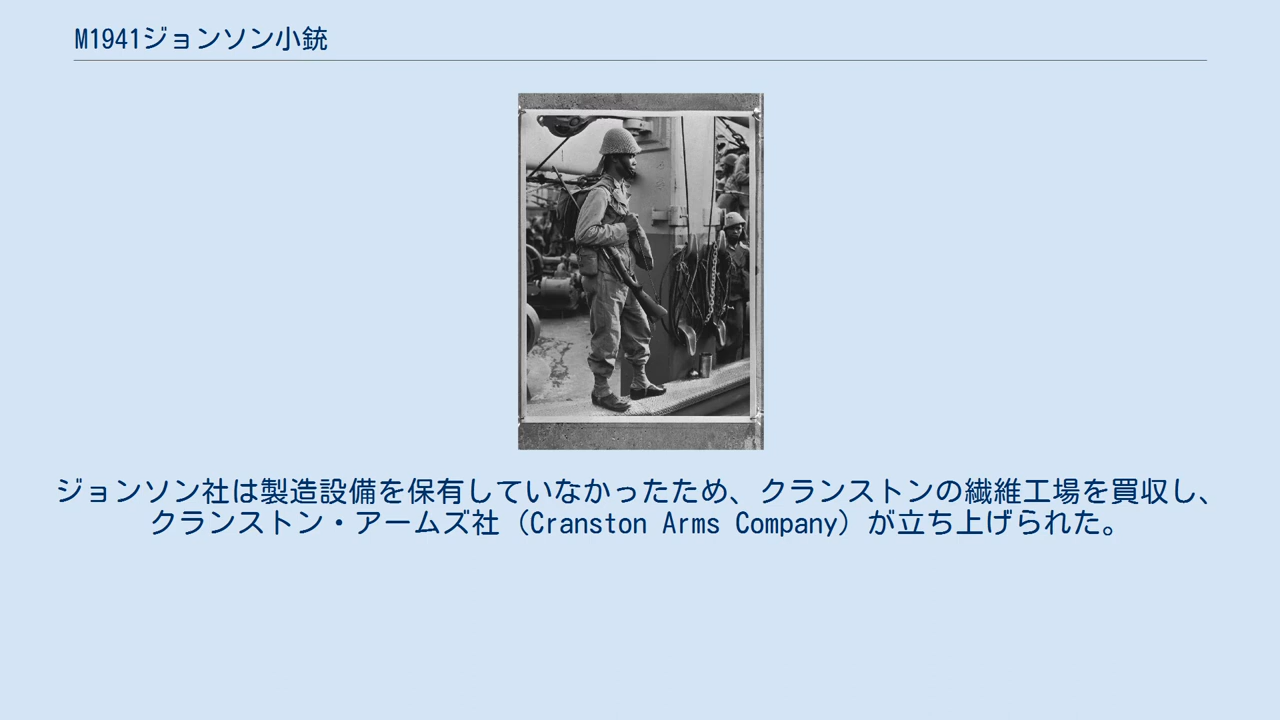 M1941ジョンソン小銃
ジョンソン社は製造設備を保有していなかったため、クランストンの繊維工場を買収し、
クランストン・アームズ社（Cranston Arms Company）が立ち上げられた。